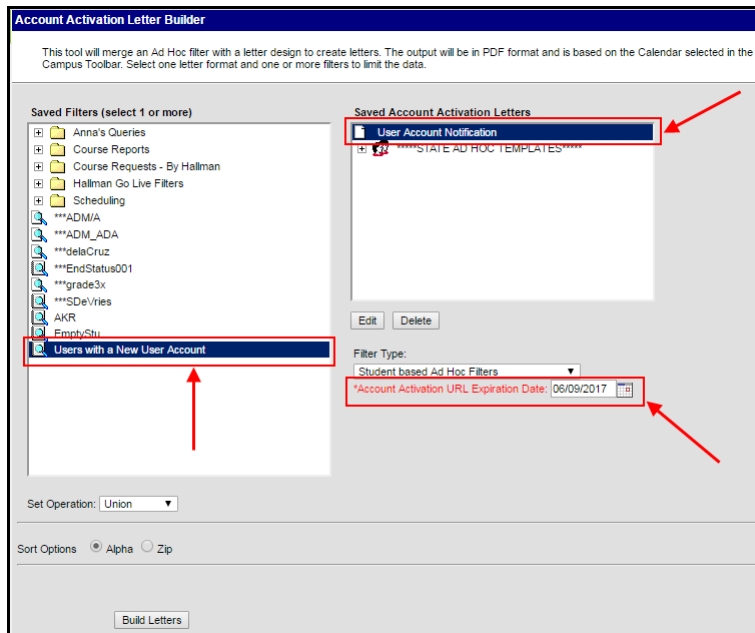 Account Activation Letter Builder
This tool will merge an Ad Hoc filter with a letter design to create letters. The output will be in PDF format and is based on the Calendar selected in the
Campus Toolbar. Select one letter format and one or more filters to limit the data.
Saved Filters (select 1 or more)
Anna's Queries
Course Reports
Course Requests - By Hallman
Hallman Go Live Filters
Scheduling
***ADM/A
***ADM_ADA
***delaCruz
***EndStatus001
***grade3x
***SDeVries
AKR
EmptyStu
Users with a New User Account
Saved Account Activation Letters
User Account Notification
*****STATE AD HOC TEMPLATES*****
Edit Delete
Filter Type:
Student based Ad Hoc Filters
*Account Activation URL Expiration Date: 06/09/2017
Set Operation: Union
Sort Options Alpha Zip
Build Letters